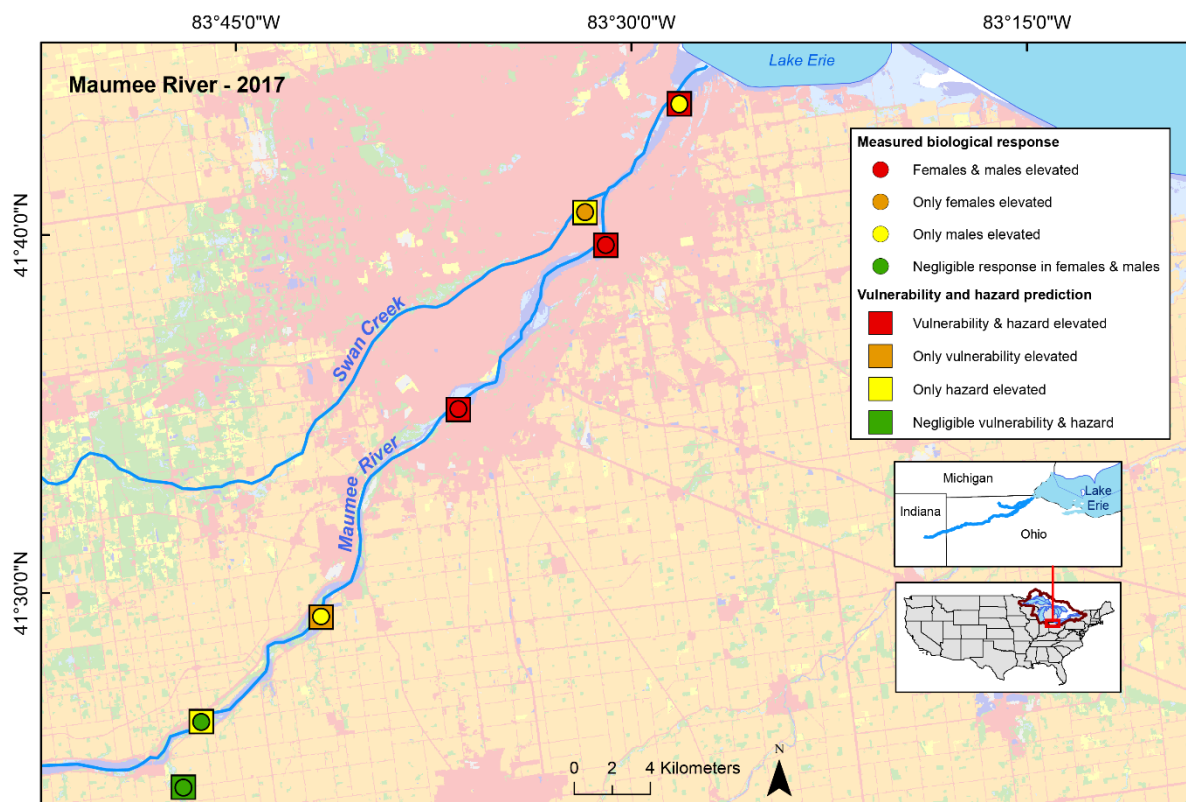 83°45'0"W
83°30'0"W
83°15'0"W
Maumee River - 2017
Lake Erie
Measured biological response
Females & males elevated
Only females elevated
Only males elevated
Negligible response in females & males
Vulnerability and hazard prediction
Vulnerability & hazard elevated
Only vulnerability elevated
Only hazard elevated
Negligible vulnerability & hazard
41°40'0"N
Swan Creek
Maumee River
41°30'0"N
Michigan
Indiana
Lake
Erie
Ohio
N
0 2 4 Kilometers